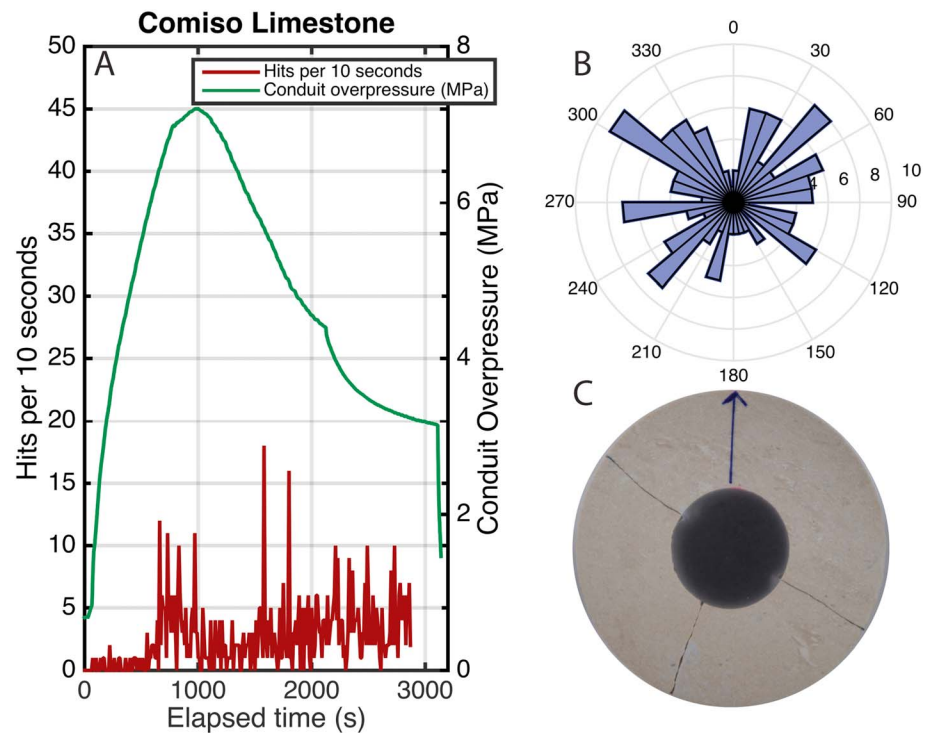 Comiso Limestone
A
Hits per 10 seconds
Conduit overpressure (MPa)
50
45
40
35
30
25
20
15
10
5
0
Hits per 10 seconds
8
6
4
2
0
Conduit Overpressure (MPa)
0 1000 2000 3000
Elapsed time (s)
B
0
30
60
90
120
150
180
210
240
270
300
330
4 6 8 10
C